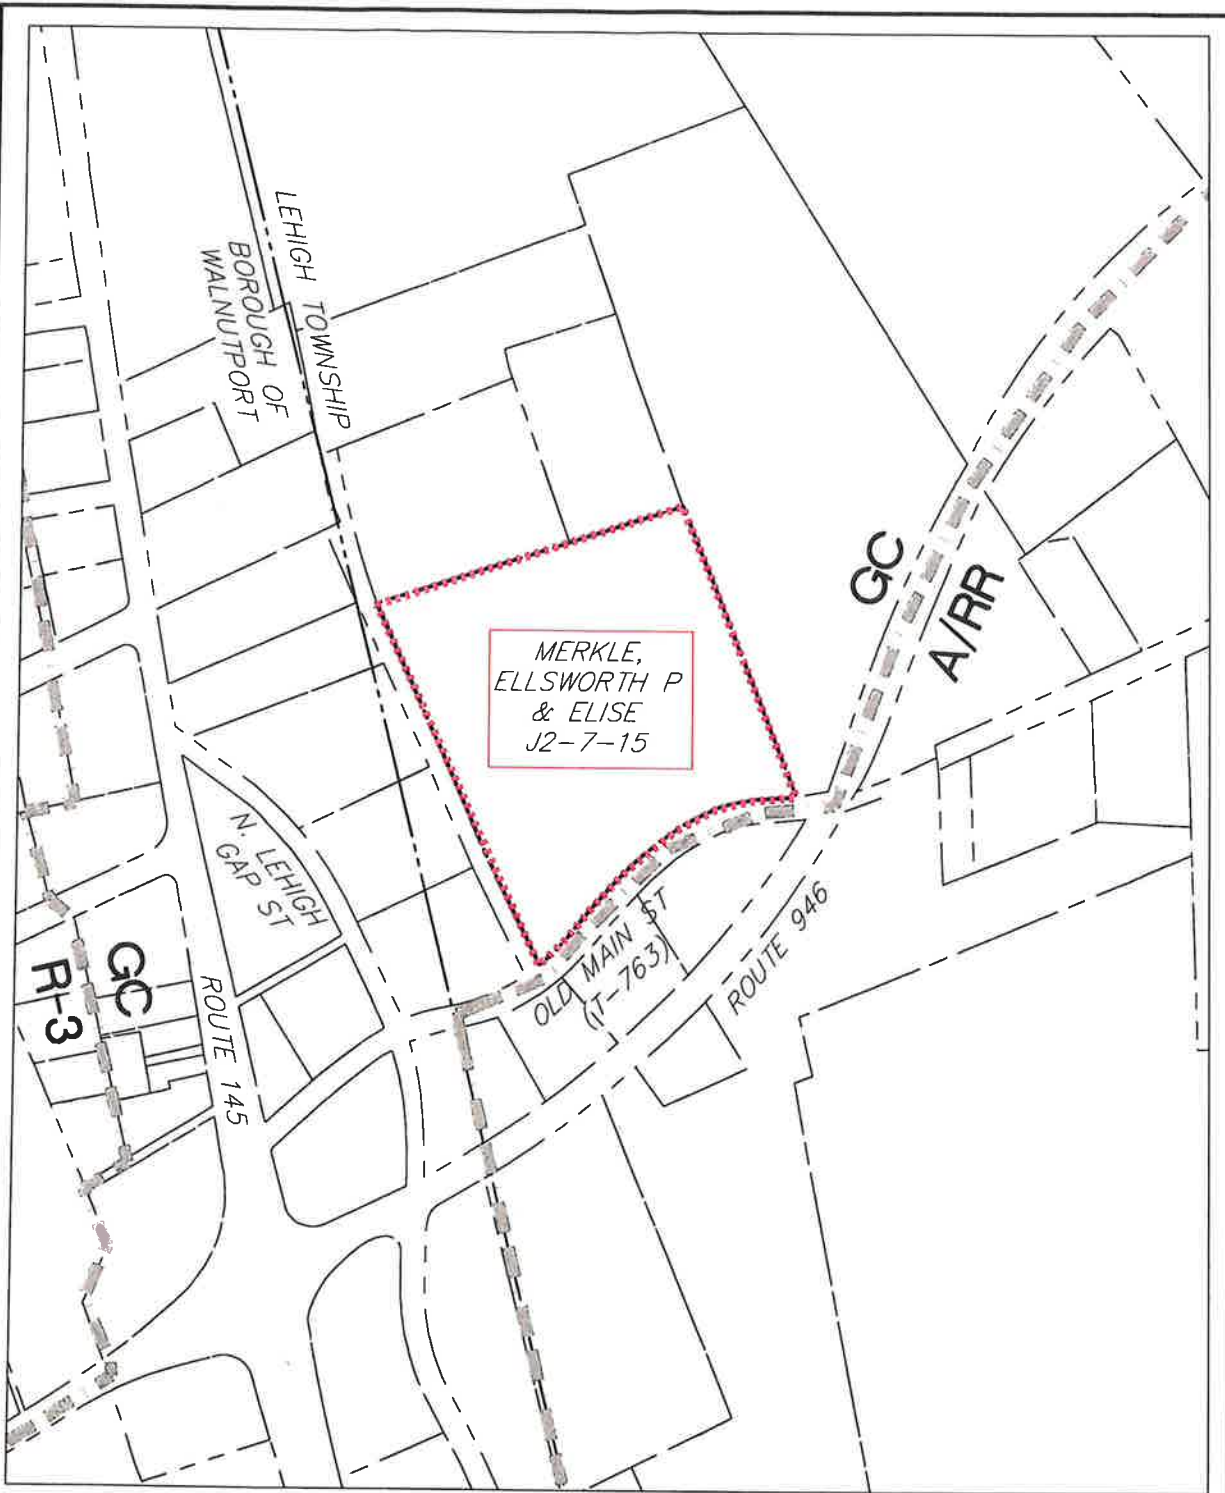 LEHIGH TOWNSHIP
BOROUGH OF
WALNUTPORT
GC
A/RR
MERKLE,
ELLSWORTH P
& ELISE
J2-7-15
N. LEHIGH
GAP ST
OLD MAIN ST
(T-763)
ROUTE 946
GC
R-3
ROUTE 145